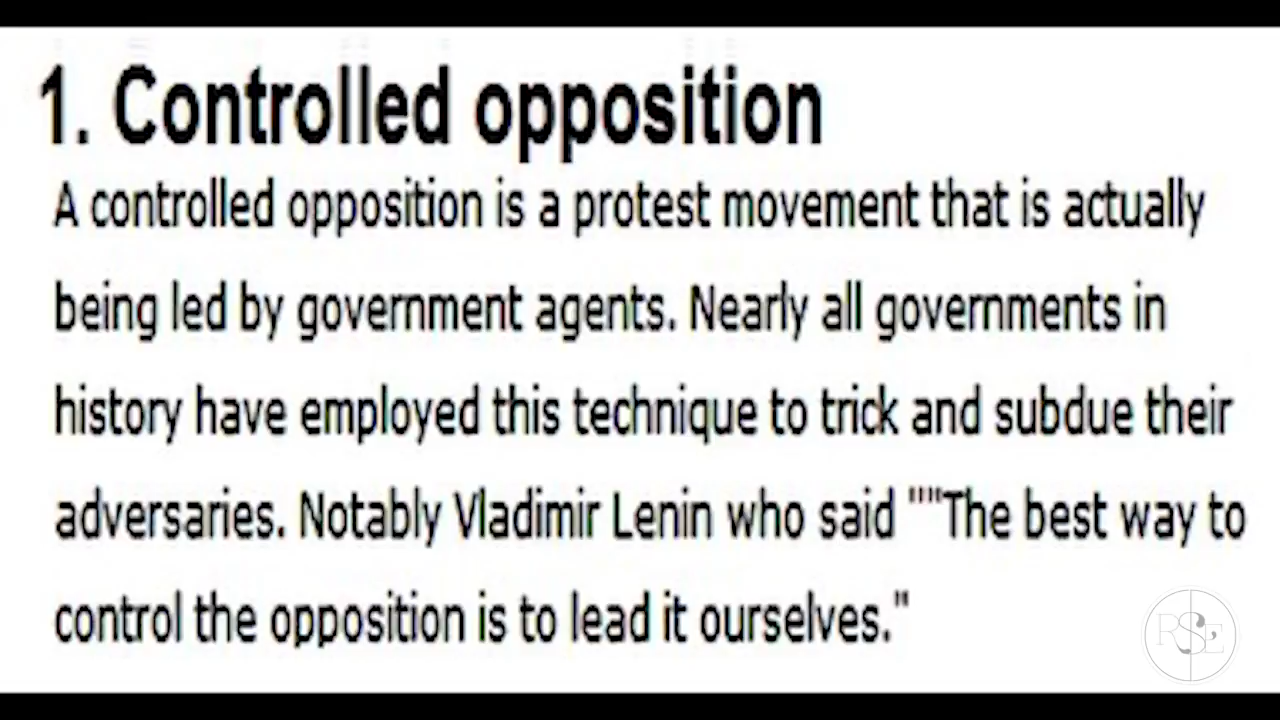 1. Controlled opposition
A controlled opposition is a protest movement that is actually
being led by government agents. Nearly all governments in
history have employed this technique to trick and subdue their
adversaries. Notably Vladimir Lenin who said ""The best way to
control the opposition is to lead it ourselves."
RSE